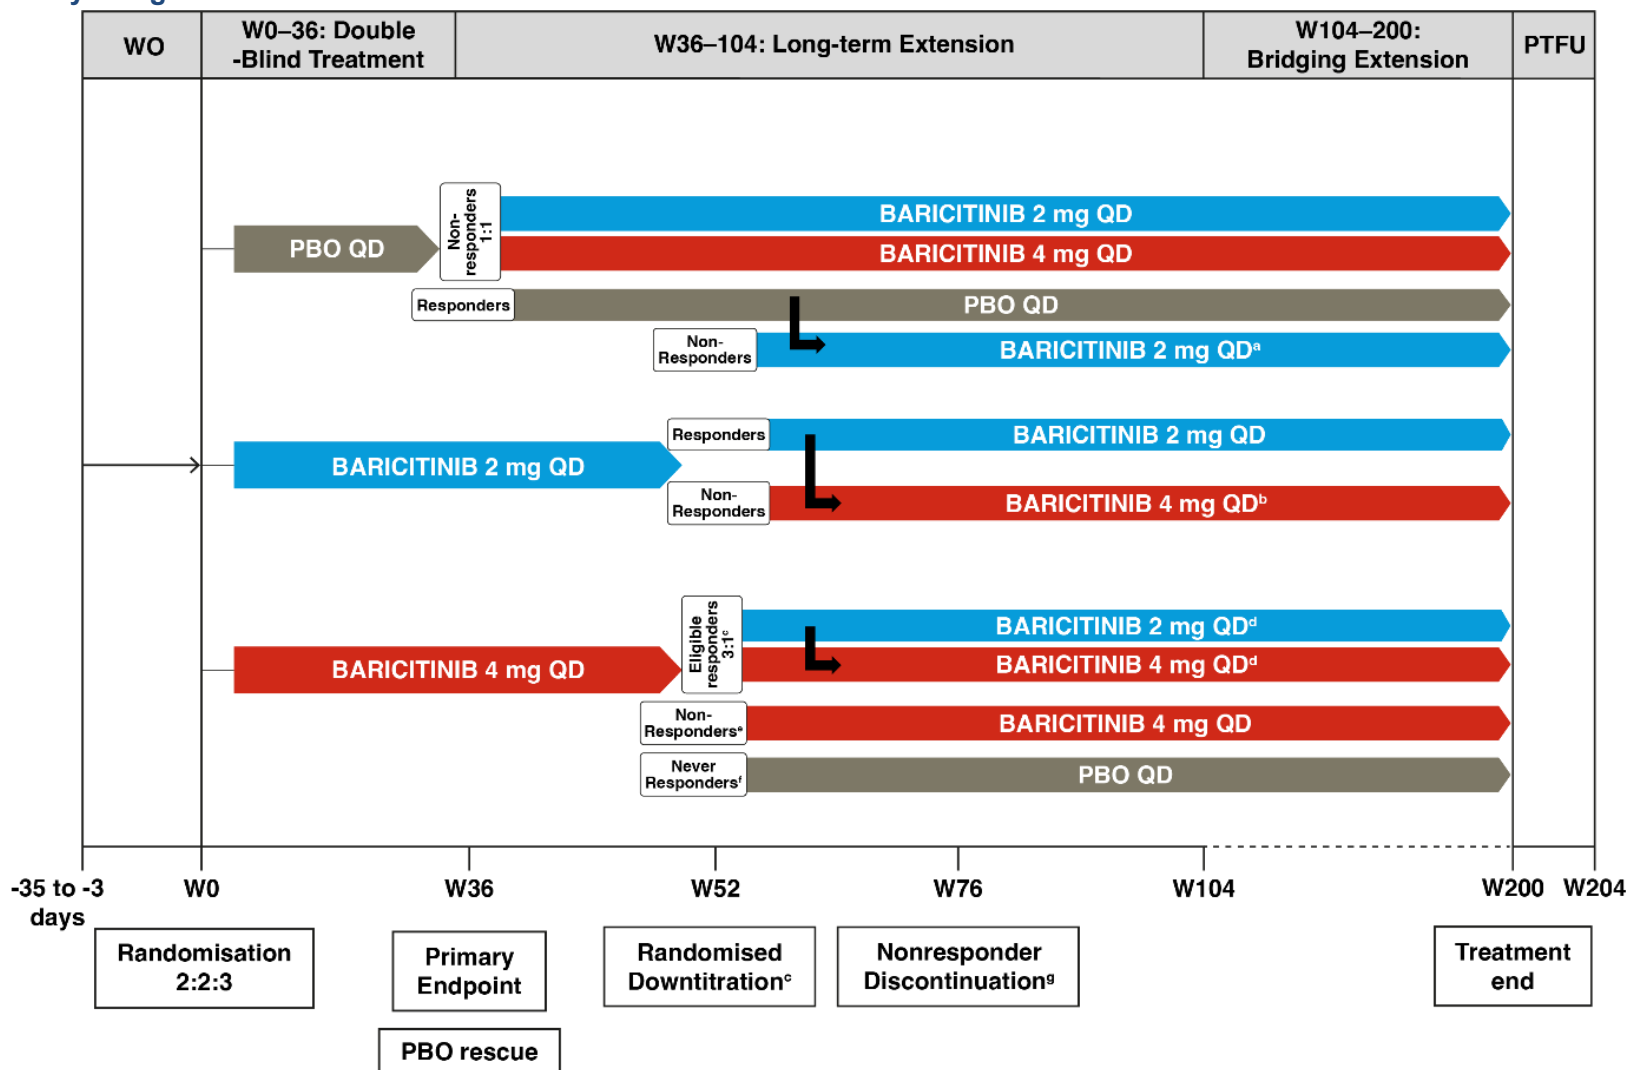 WO
W0–36: Double
-Blind Treatment
W36–104: Long-term Extension
W104–200:
Bridging Extension
PTFU
PBO QD
Non-
responders
1:1
BARICITINIB 2 mg QD
BARICITINIB 4 mg QD
Responders
PBO QD
Non-
Responders
BARICITINIB 2 mg QDᵃ
BARICITINIB 2 mg QD
Responders
BARICITINIB 2 mg QD
Non-
Responders
BARICITINIB 4 mg QDᵇ
BARICITINIB 4 mg QD
Eligible
responders
3:1ᶜ
BARICITINIB 2 mg QDᵈ
BARICITINIB 4 mg QDᵈ
Non-
Respondersᵉ
BARICITINIB 4 mg QD
Never
Respondersᶠ
PBO QD
-35 to -3
days
W0
W36
W52
W76
W104
W200
W204
Randomisation
2:2:3
Primary
Endpoint
Randomised
Downtitrationᶜ
Nonresponder
Discontinuationᵍ
Treatment
end
PBO rescue